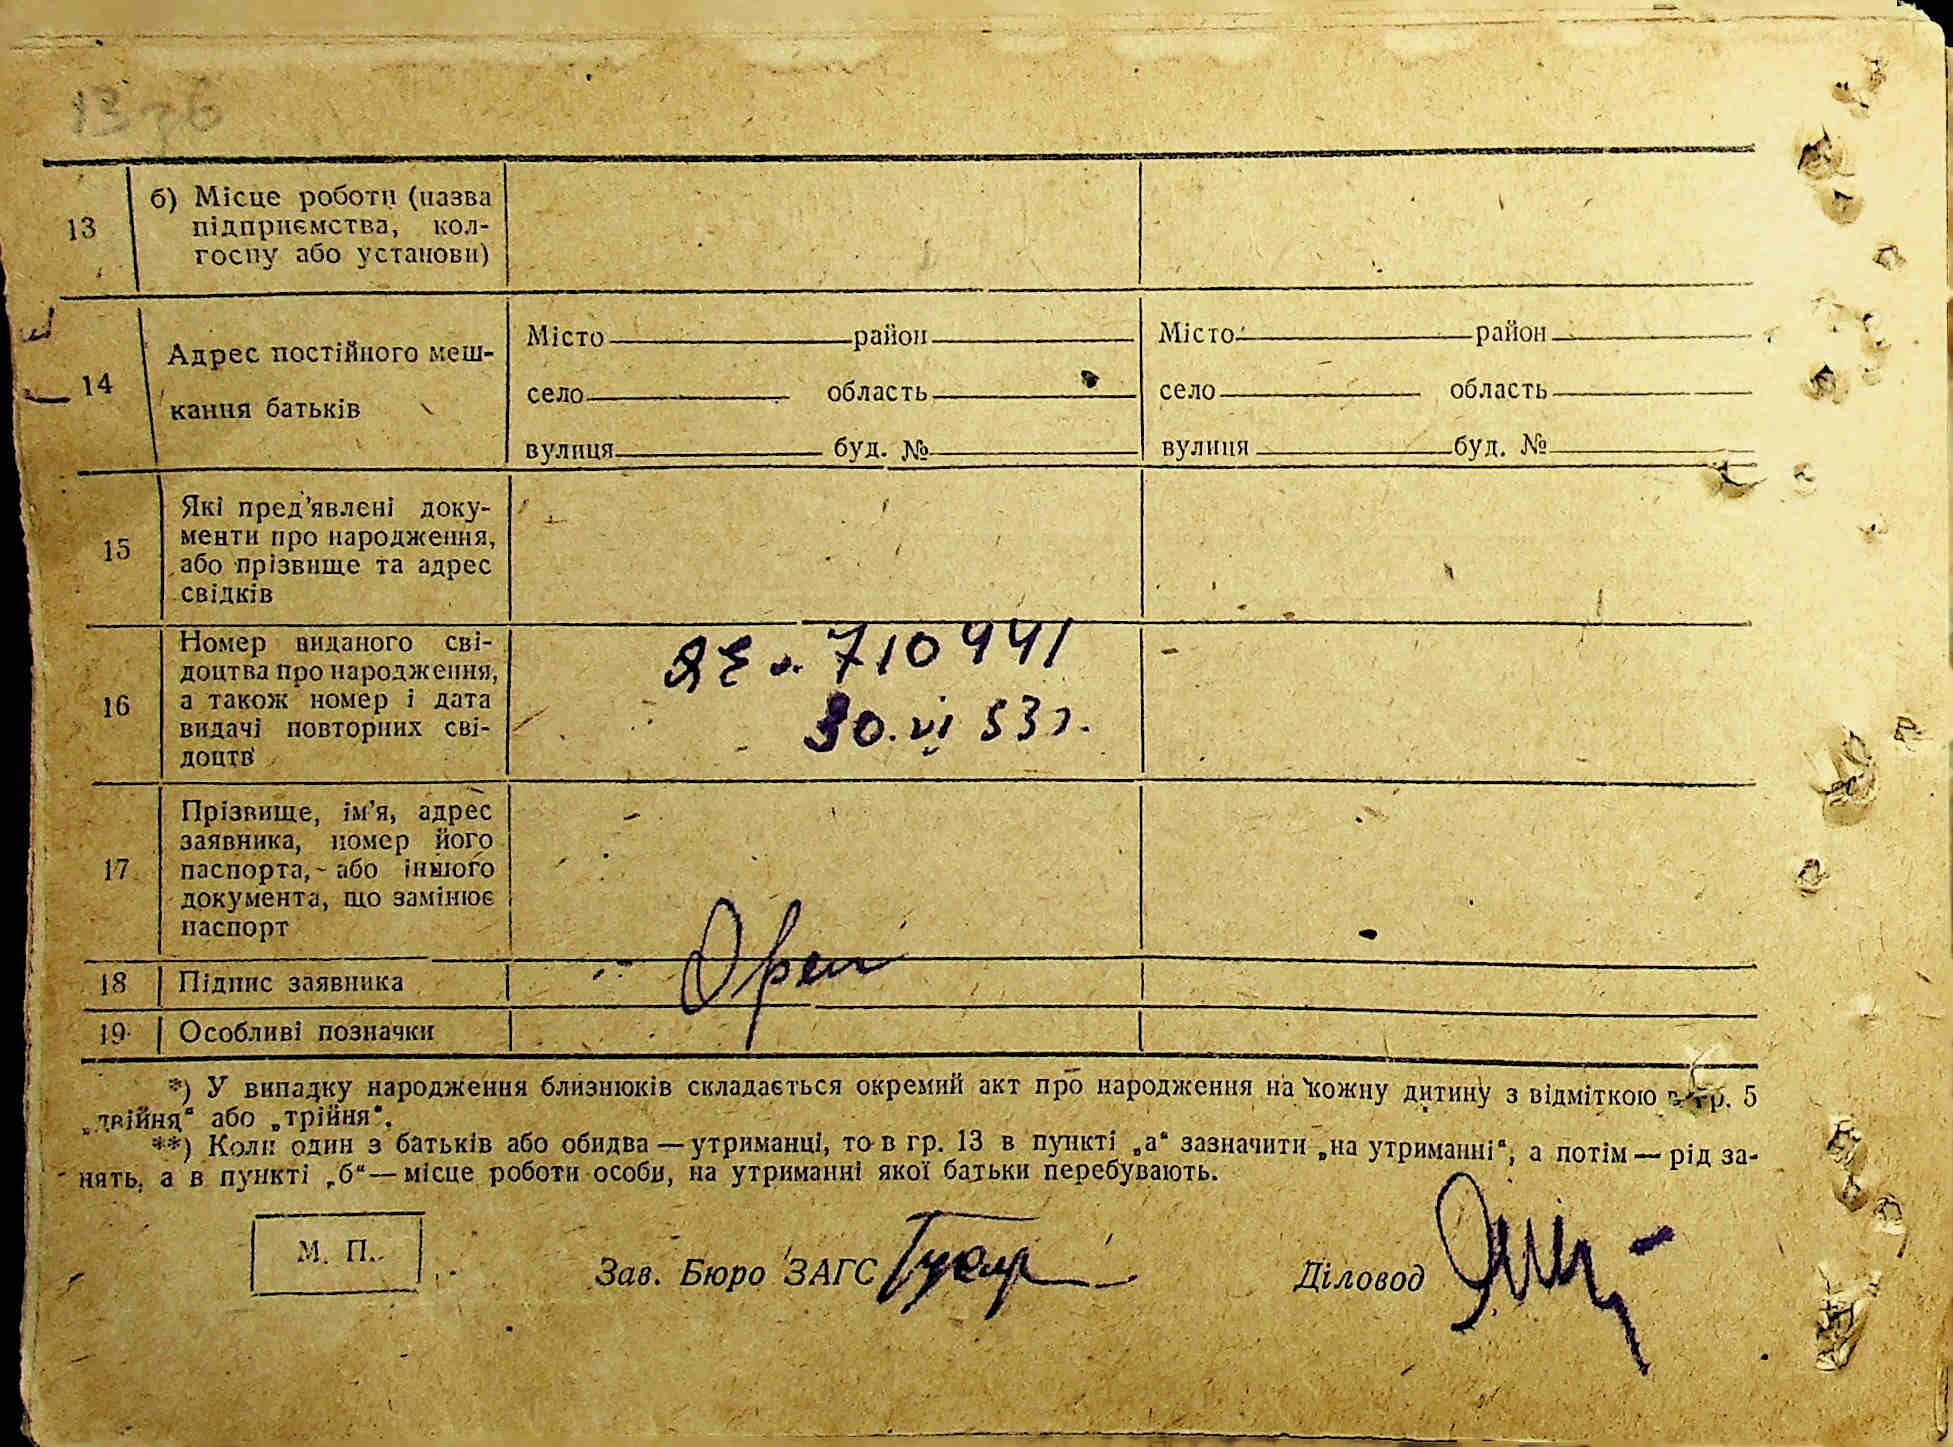 13 зб
13
б) Місце роботи (назва
підприємства, кол-
госпу або установи)
14
Адрес постійного меш-
кання батьків
Місто район
село область
вулиця буд. №
Місто район
село область
вулиця буд. №
15
Які пред'явлені доку-
менти про народження,
або прізвище та адрес
свідків
16
Номер виданого сві-
доцтва про народження,
а також номер і дата
видачі повторних сві-
доцтв
710441
30.VI 53 г.
17
Прізвище, ім'я, адрес
заявника, номер його
паспорта, або іншого
документа, що замінює
паспорт
18
Підпис заявника
19
Особливі позначки
*) У випадку народження близнюків складається окремий акт про народження на кожну дитину з відміткою в гр. 5
„двійня“ або „трійня“.
**) Коли один з батьків або обидва — утриманці, то в гр. 13 в пункті „а“ зазначити „на утриманні“, а потім — рід за-
нять, а в пункті „б“ — місце роботи особи, на утриманні якої батьки перебувають.
М. П.
Зав. Бюро ЗАГС
Діловод